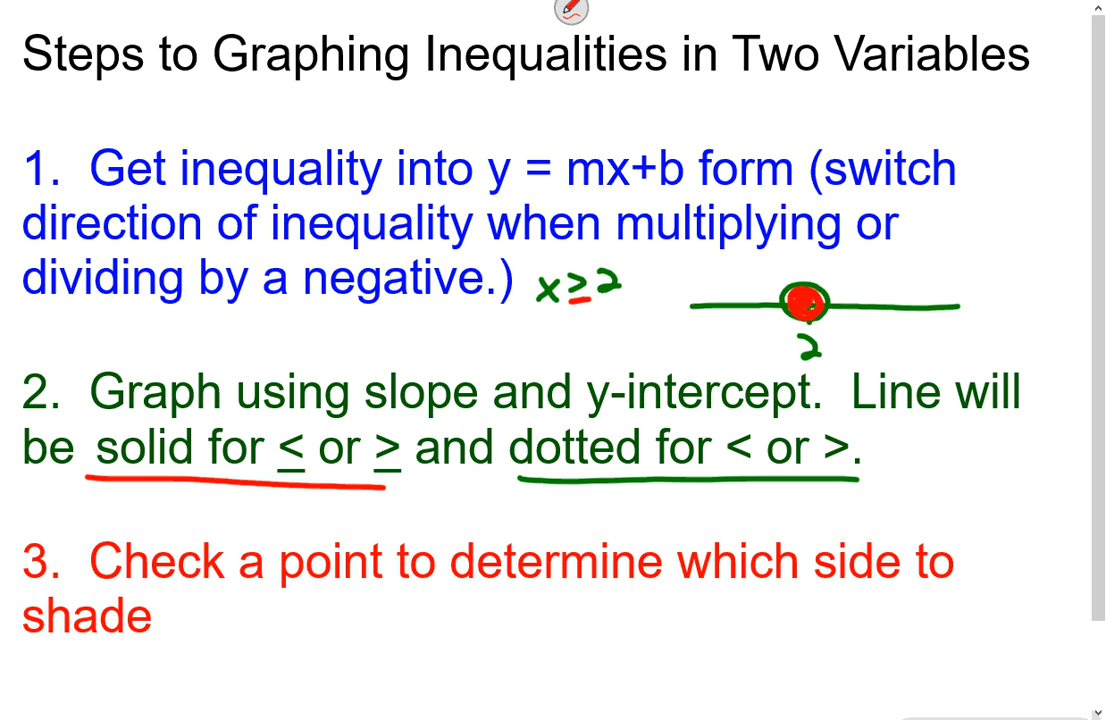 Steps to Graphing Inequalities in Two Variables
1. Get inequality into y = mx+b form (switch
direction of inequality when multiplying or
dividing by a negative.) x ≥ 2
2
2. Graph using slope and y-intercept. Line will
be solid for ≤ or ≥ and dotted for < or >.
3. Check a point to determine which side to
shade